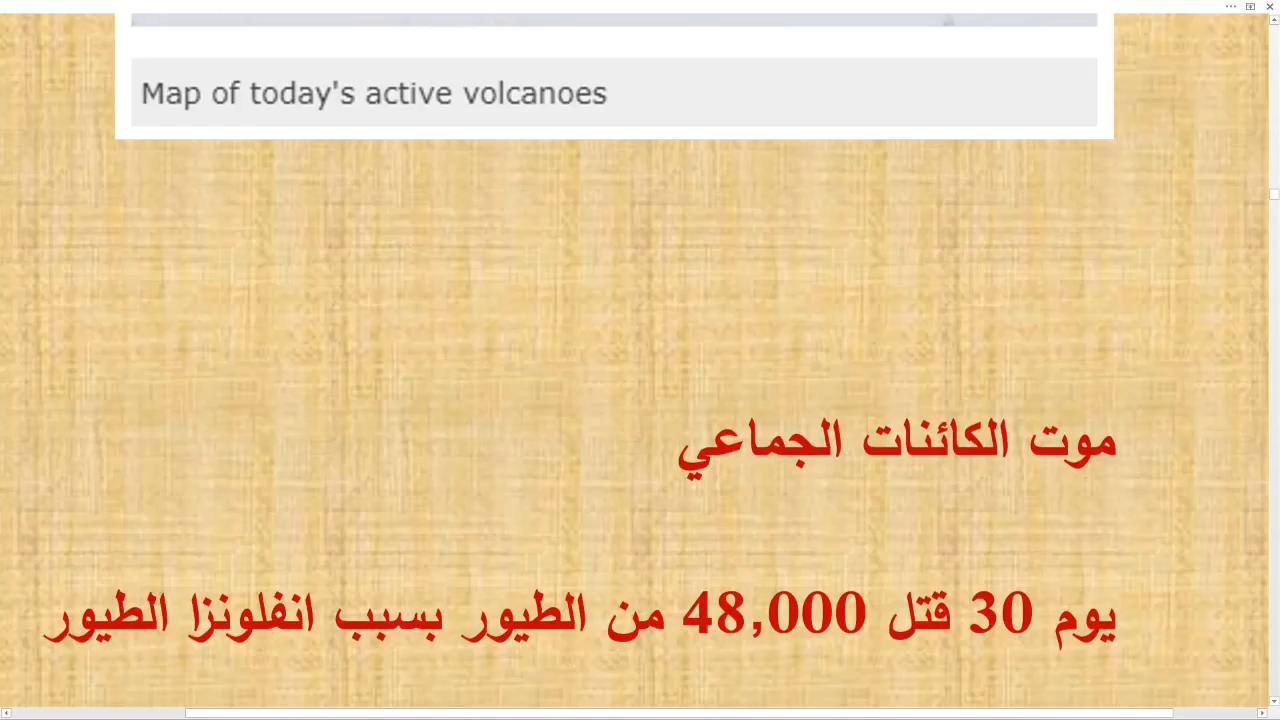 Map of today's active volcanoes
موت الكائنات الجماعي
يوم 30 قتل 48,000 من الطيور بسبب انفلونزا الطيور